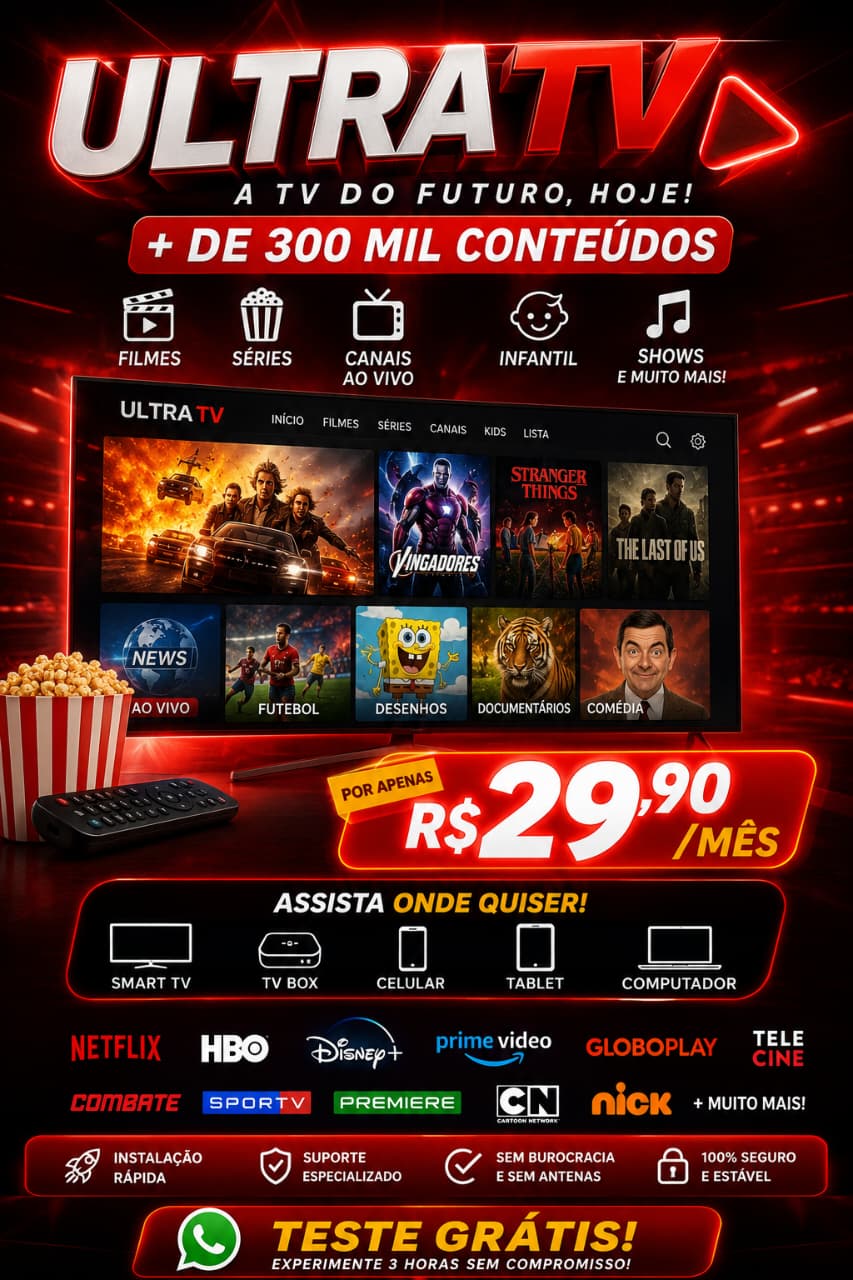 ULTRATV
A TV DO FUTURO, HOJE!
+ DE 300 MIL CONTEÚDOS
FILMES
SÉRIES
CANAIS
AO VIVO
INFANTIL
SHOWS
E MUITO MAIS!
ULTRA TV
INÍCIO FILMES SÉRIES CANAIS KIDS LISTA
VINGADORES
STRANGER
THINGS
THE LAST OF US
NEWS
AO VIVO
FUTEBOL
DESENHOS
DOCUMENTÁRIOS
COMÉDIA
POR APENAS
R$29,90
/MÊS
ASSISTA ONDE QUISER!
SMART TV
TV BOX
CELULAR
TABLET
COMPUTADOR
NETFLIX
HBO
Disney+
prime video
GLOBOPLAY
TELE
CINE
COMBATE
SPORTV
PREMIERE
CN
CARTOON NETWORK
nick
+ MUITO MAIS!
INSTALAÇÃO
RÁPIDA
SUPORTE
ESPECIALIZADO
SEM BUROCRACIA
E SEM ANTENAS
100% SEGURO
E ESTÁVEL
TESTE GRÁTIS!
EXPERIMENTE 3 HORAS SEM COMPROMISSO!